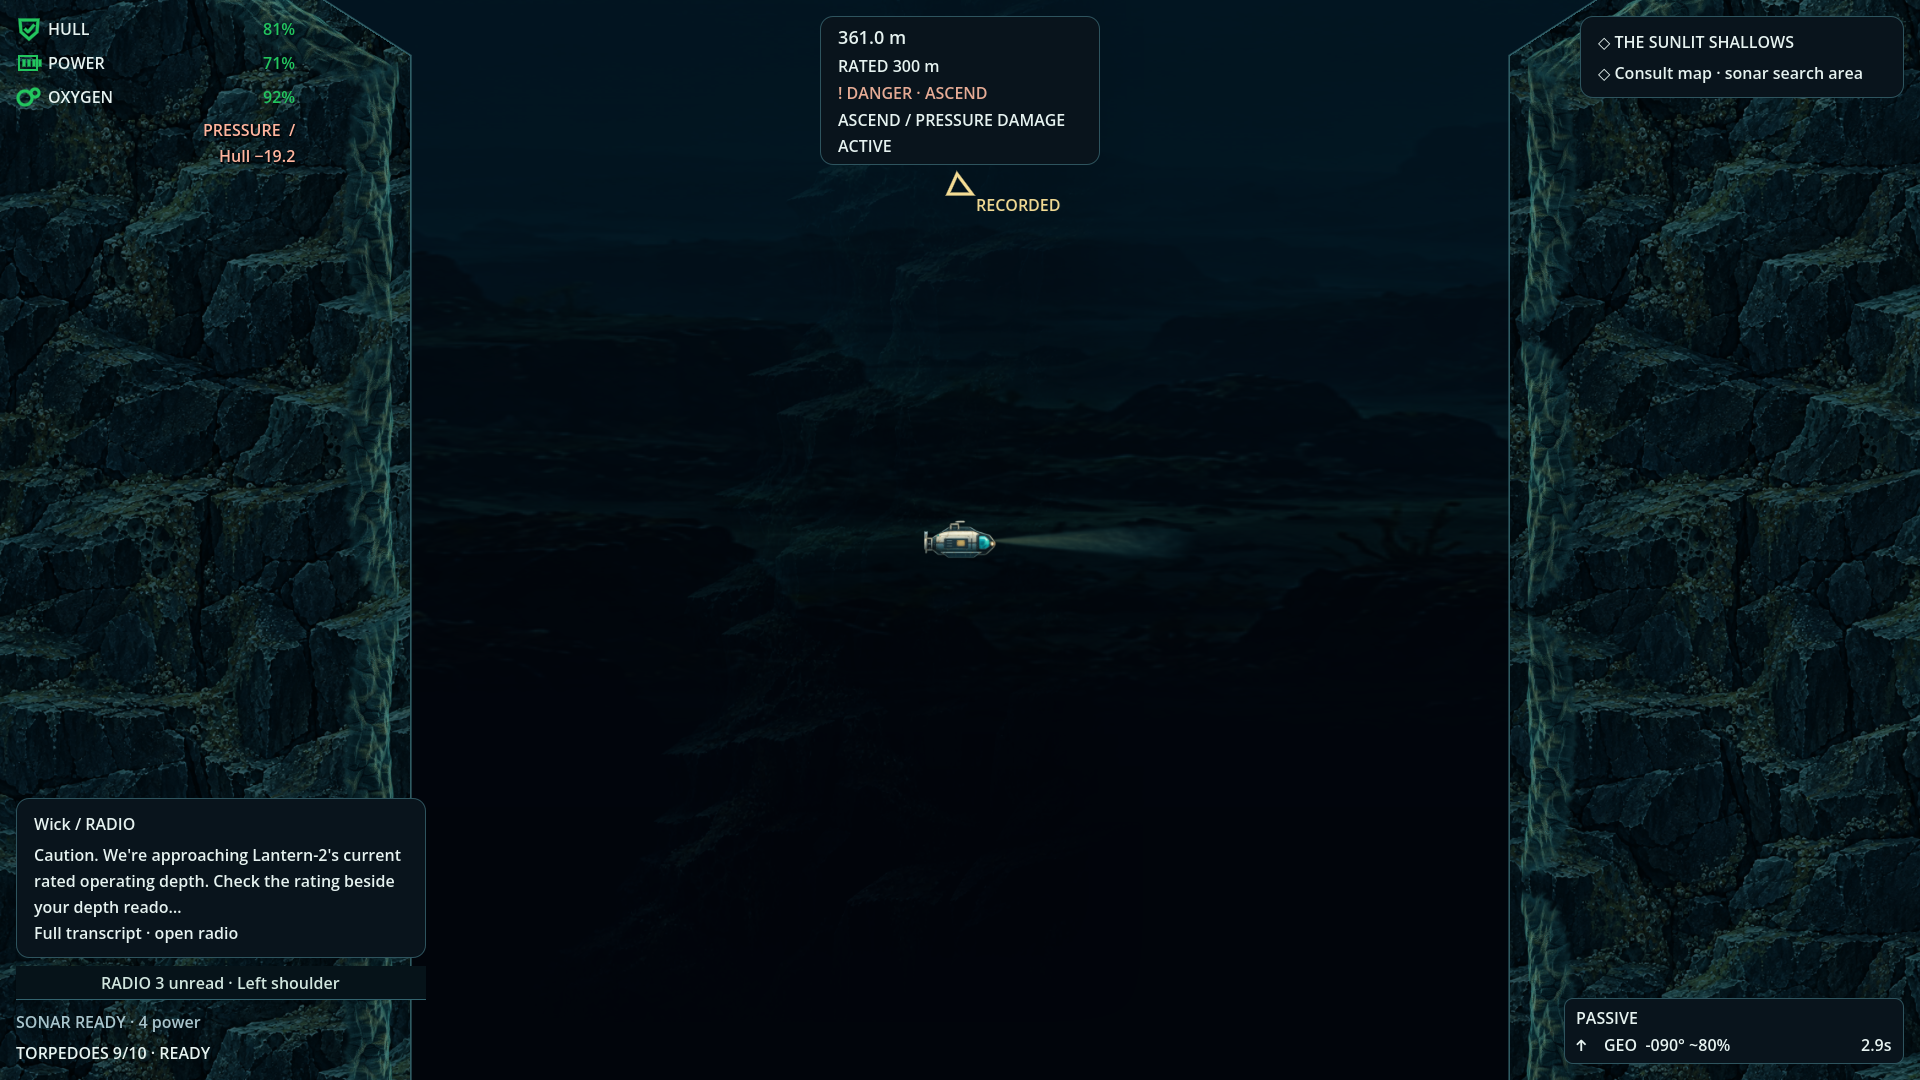 HULL 81%
POWER 71%
OXYGEN 92%
PRESSURE /
Hull −19.2
361.0 m
RATED 300 m
! DANGER · ASCEND
ASCEND / PRESSURE DAMAGE
ACTIVE
RECORDED
◇ THE SUNLIT SHALLOWS
◇ Consult map · sonar search area
Wick / RADIO
Caution. We're approaching Lantern-2's current
rated operating depth. Check the rating beside
your depth reado...
Full transcript · open radio
RADIO 3 unread · Left shoulder
SONAR READY · 4 power
TORPEDOES 9/10 · READY
PASSIVE
↑ GEO -090° ~80% 2.9s